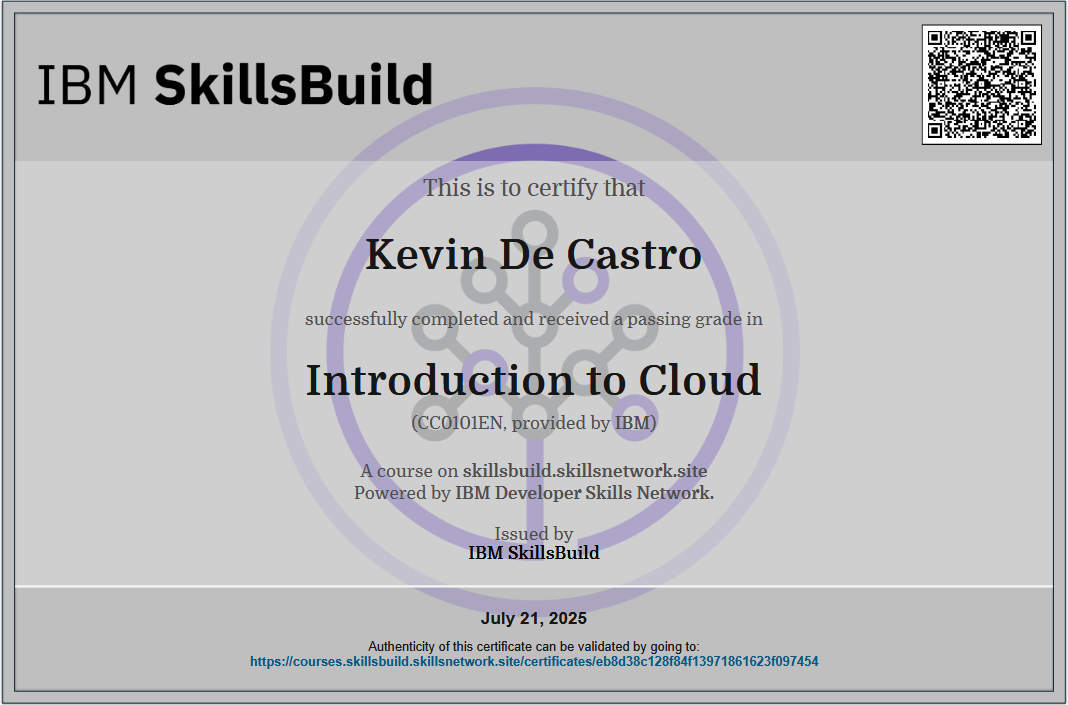 IBM SkillsBuild
This is to certify that
Kevin De Castro
successfully completed and received a passing grade in
Introduction to Cloud
(CC0101EN, provided by IBM)
A course on skillsbuild.skillsnetwork.site
Powered by IBM Developer Skills Network.
Issued by
IBM SkillsBuild
July 21, 2025
Authenticity of this certificate can be validated by going to:
https://courses.skillsbuild.skillsnetwork.site/certificates/eb8d38c128f84f13971861623f097454